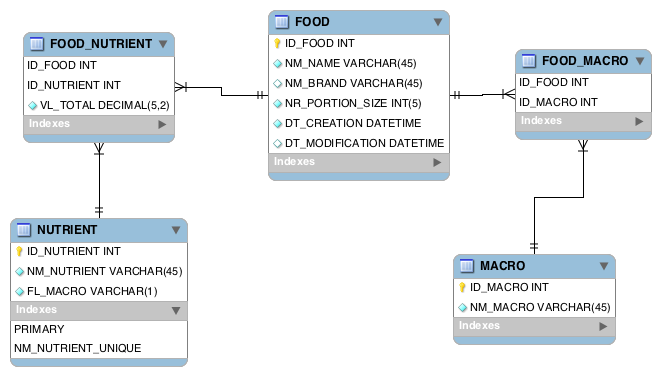 FOOD_NUTRIENT
ID_FOOD INT
ID_NUTRIENT INT
VL_TOTAL DECIMAL(5,2)
Indexes
FOOD
ID_FOOD INT
NM_NAME VARCHAR(45)
NM_BRAND VARCHAR(45)
NR_PORTION_SIZE INT(5)
DT_CREATION DATETIME
DT_MODIFICATION DATETIME
Indexes
FOOD_MACRO
ID_FOOD INT
ID_MACRO INT
Indexes
NUTRIENT
ID_NUTRIENT INT
NM_NUTRIENT VARCHAR(45)
FL_MACRO VARCHAR(1)
Indexes
PRIMARY
NM_NUTRIENT_UNIQUE
MACRO
ID_MACRO INT
NM_MACRO VARCHAR(45)
Indexes